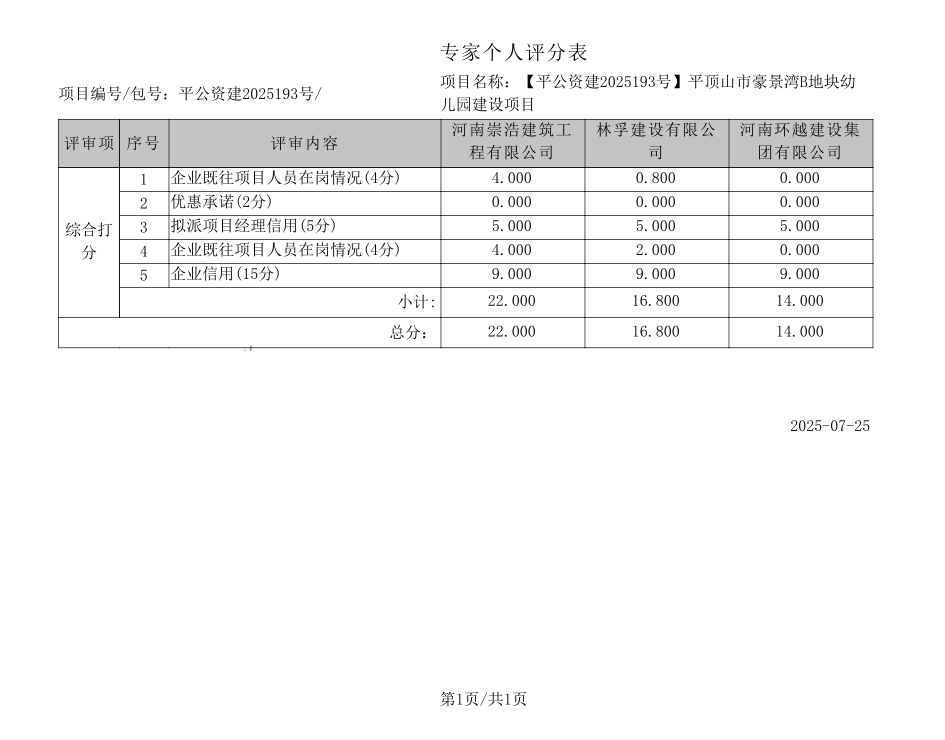 专家个人评分表
项目编号/包号：平公资建2025193号/
项目名称：【平公资建2025193号】平顶山市豪景湾B地块幼
儿园建设项目
评审项 序号 评审内容 河南崇浩建筑工程有限公司 林孚建设有限公司 河南环越建设集团有限公司
综合打分
1 企业既往项目人员在岗情况(4分) 4.000 0.800 0.000
2 优惠承诺(2分) 0.000 0.000 0.000
3 拟派项目经理信用(5分) 5.000 5.000 5.000
4 企业既往项目人员在岗情况(4分) 4.000 2.000 0.000
5 企业信用(15分) 9.000 9.000 9.000
小计: 22.000 16.800 14.000
总分： 22.000 16.800 14.000
2025-07-25
第1页/共1页